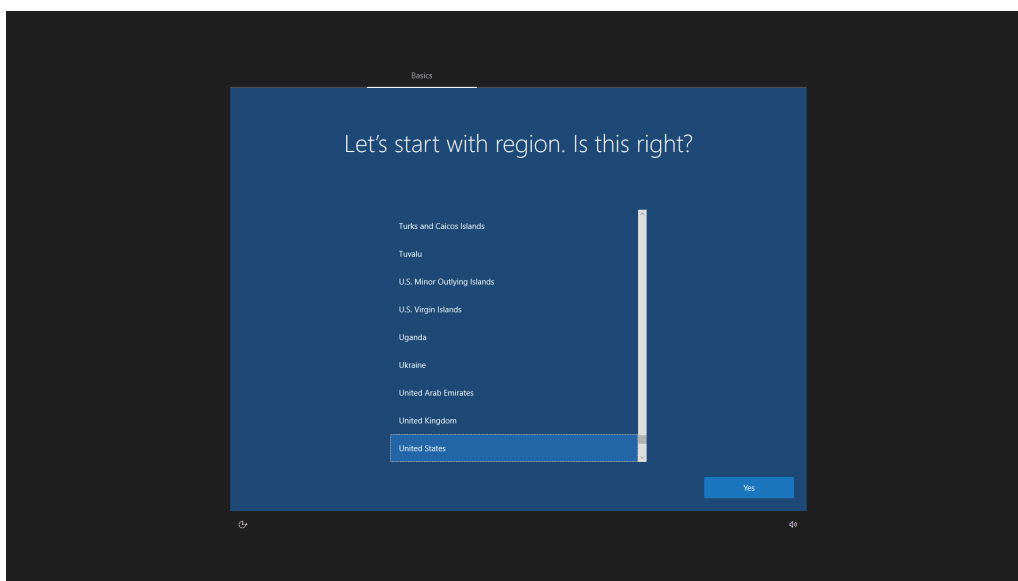 Basics
Let's start with region. Is this right?
Turks and Caicos Islands
Tuvalu
U.S. Minor Outlying Islands
U.S. Virgin Islands
Uganda
Ukraine
United Arab Emirates
United Kingdom
United States
Yes